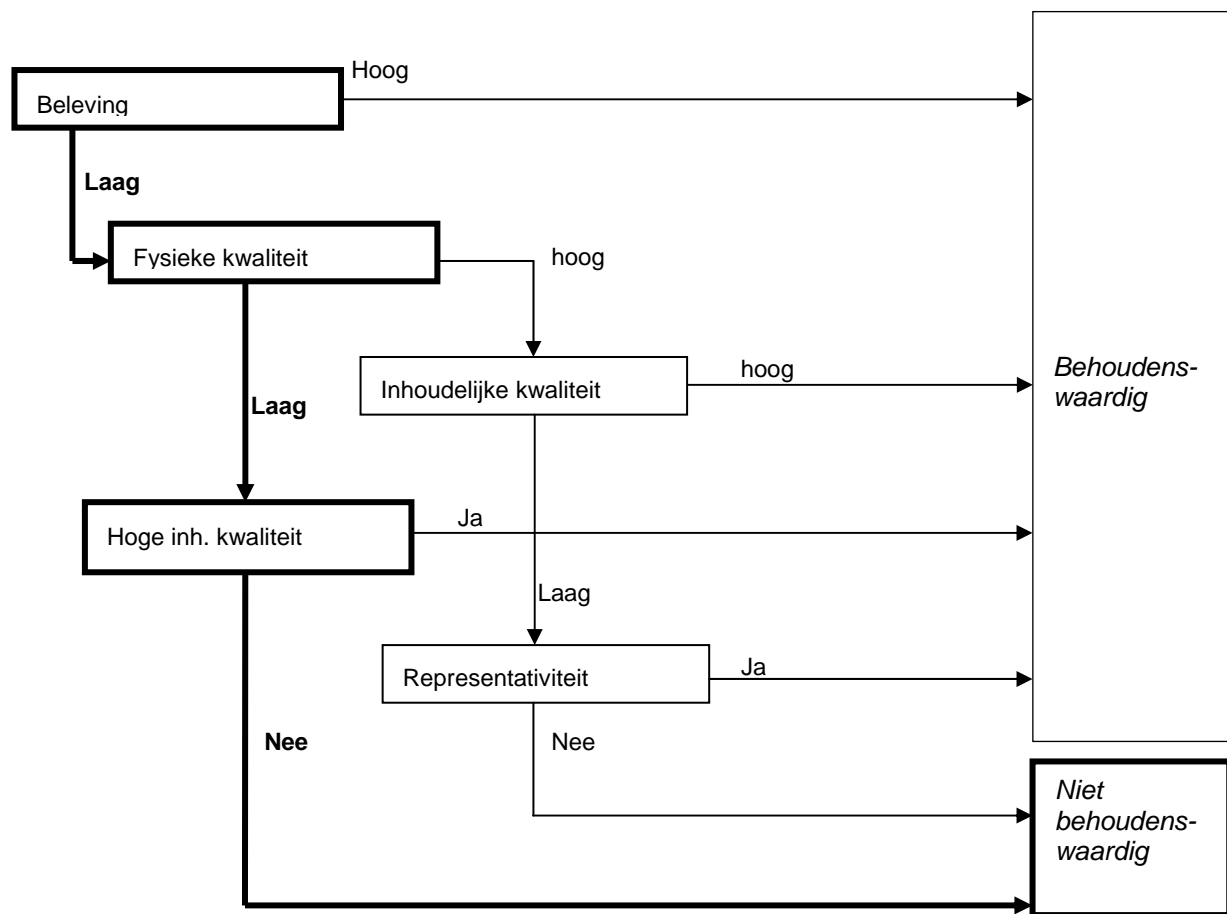 Hoog
Beleving
Laag
Fysieke kwaliteit
hoog
Inhoudelijke kwaliteit
hoog
Behoudens-
waardig
Laag
Hoge inh. kwaliteit
Ja
Laag
Representativiteit
Ja
Nee
Nee
Niet
behoudens-
waardig